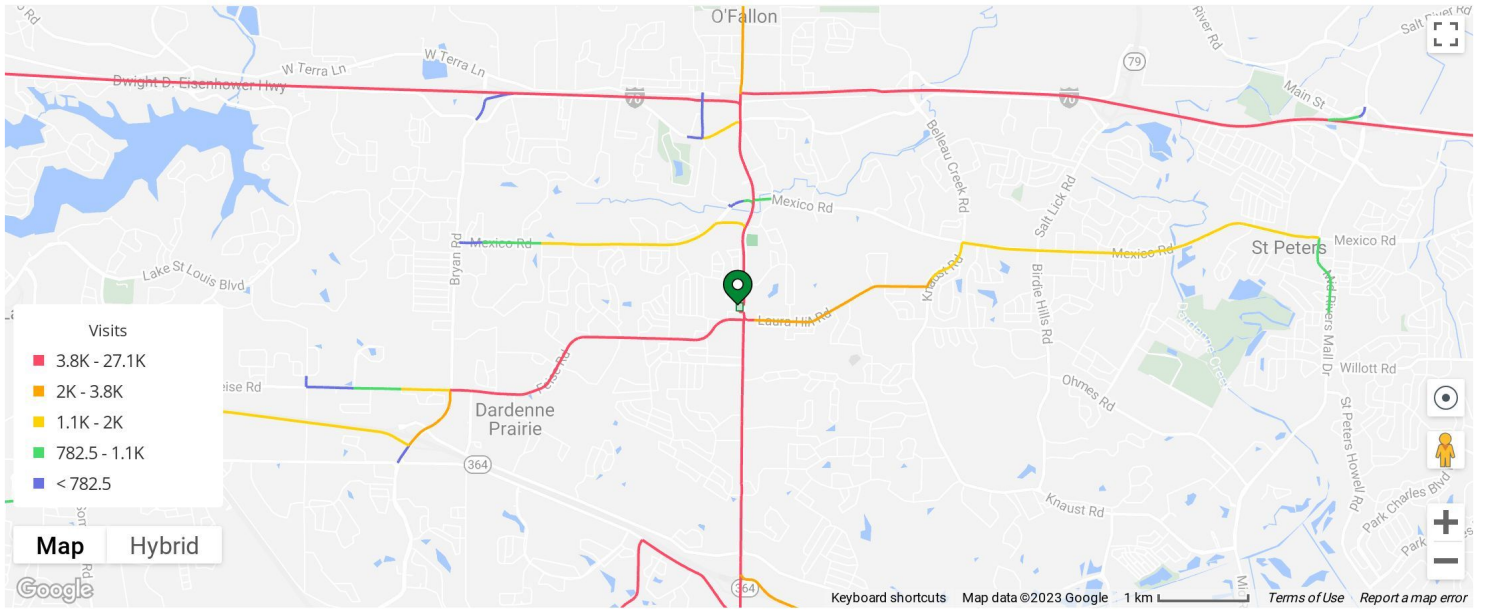 O'Fallon
River Rd
Salt River Rd
W Terra Ln
W Terra Ln
79
Dwight D. Eisenhower Hwy
70
70
Main St
Belleau Creek Rd
Mexico Rd
Salt Lick Rd
Bryan Rd
Mexico Rd
Mexico Rd
Mexico Rd
St Peters
Lake St Louis Blvd
Knaust Rd
Birdie Hills Rd
Mid Rivers Mall Dr
Laura Hill Rd
Visits
3.8K - 27.1K
2K - 3.8K
1.1K - 2K
782.5 - 1.1K
< 782.5
Feise Rd
eise Rd
Willott Rd
Ohmes Rd
Dardenne Creek
Dardenne
Prairie
St Peters Howell Rd
364
Knaust Rd
Park Charles Blvd
Park
Map
Hybrid
364
Google
Keyboard shortcuts
Map data ©2023 Google
1 km
Terms of Use
Report a map error